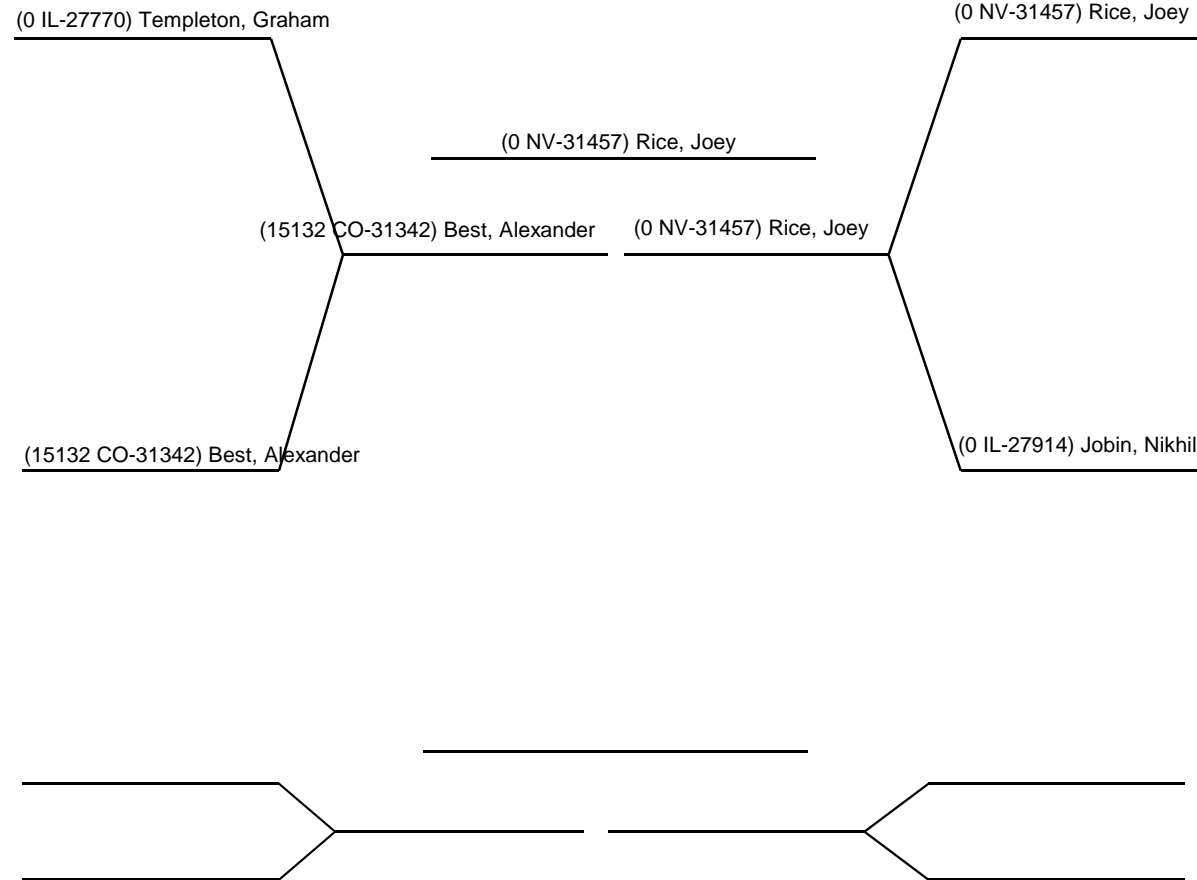 (0 IL-27770) Templeton, Graham
(0 NV-31457) Rice, Joey
(0 NV-31457) Rice, Joey
(15132 CO-31342) Best, Alexander
(0 NV-31457) Rice, Joey
(15132 CO-31342) Best, Alexander
(0 IL-27914) Jobin, Nikhil